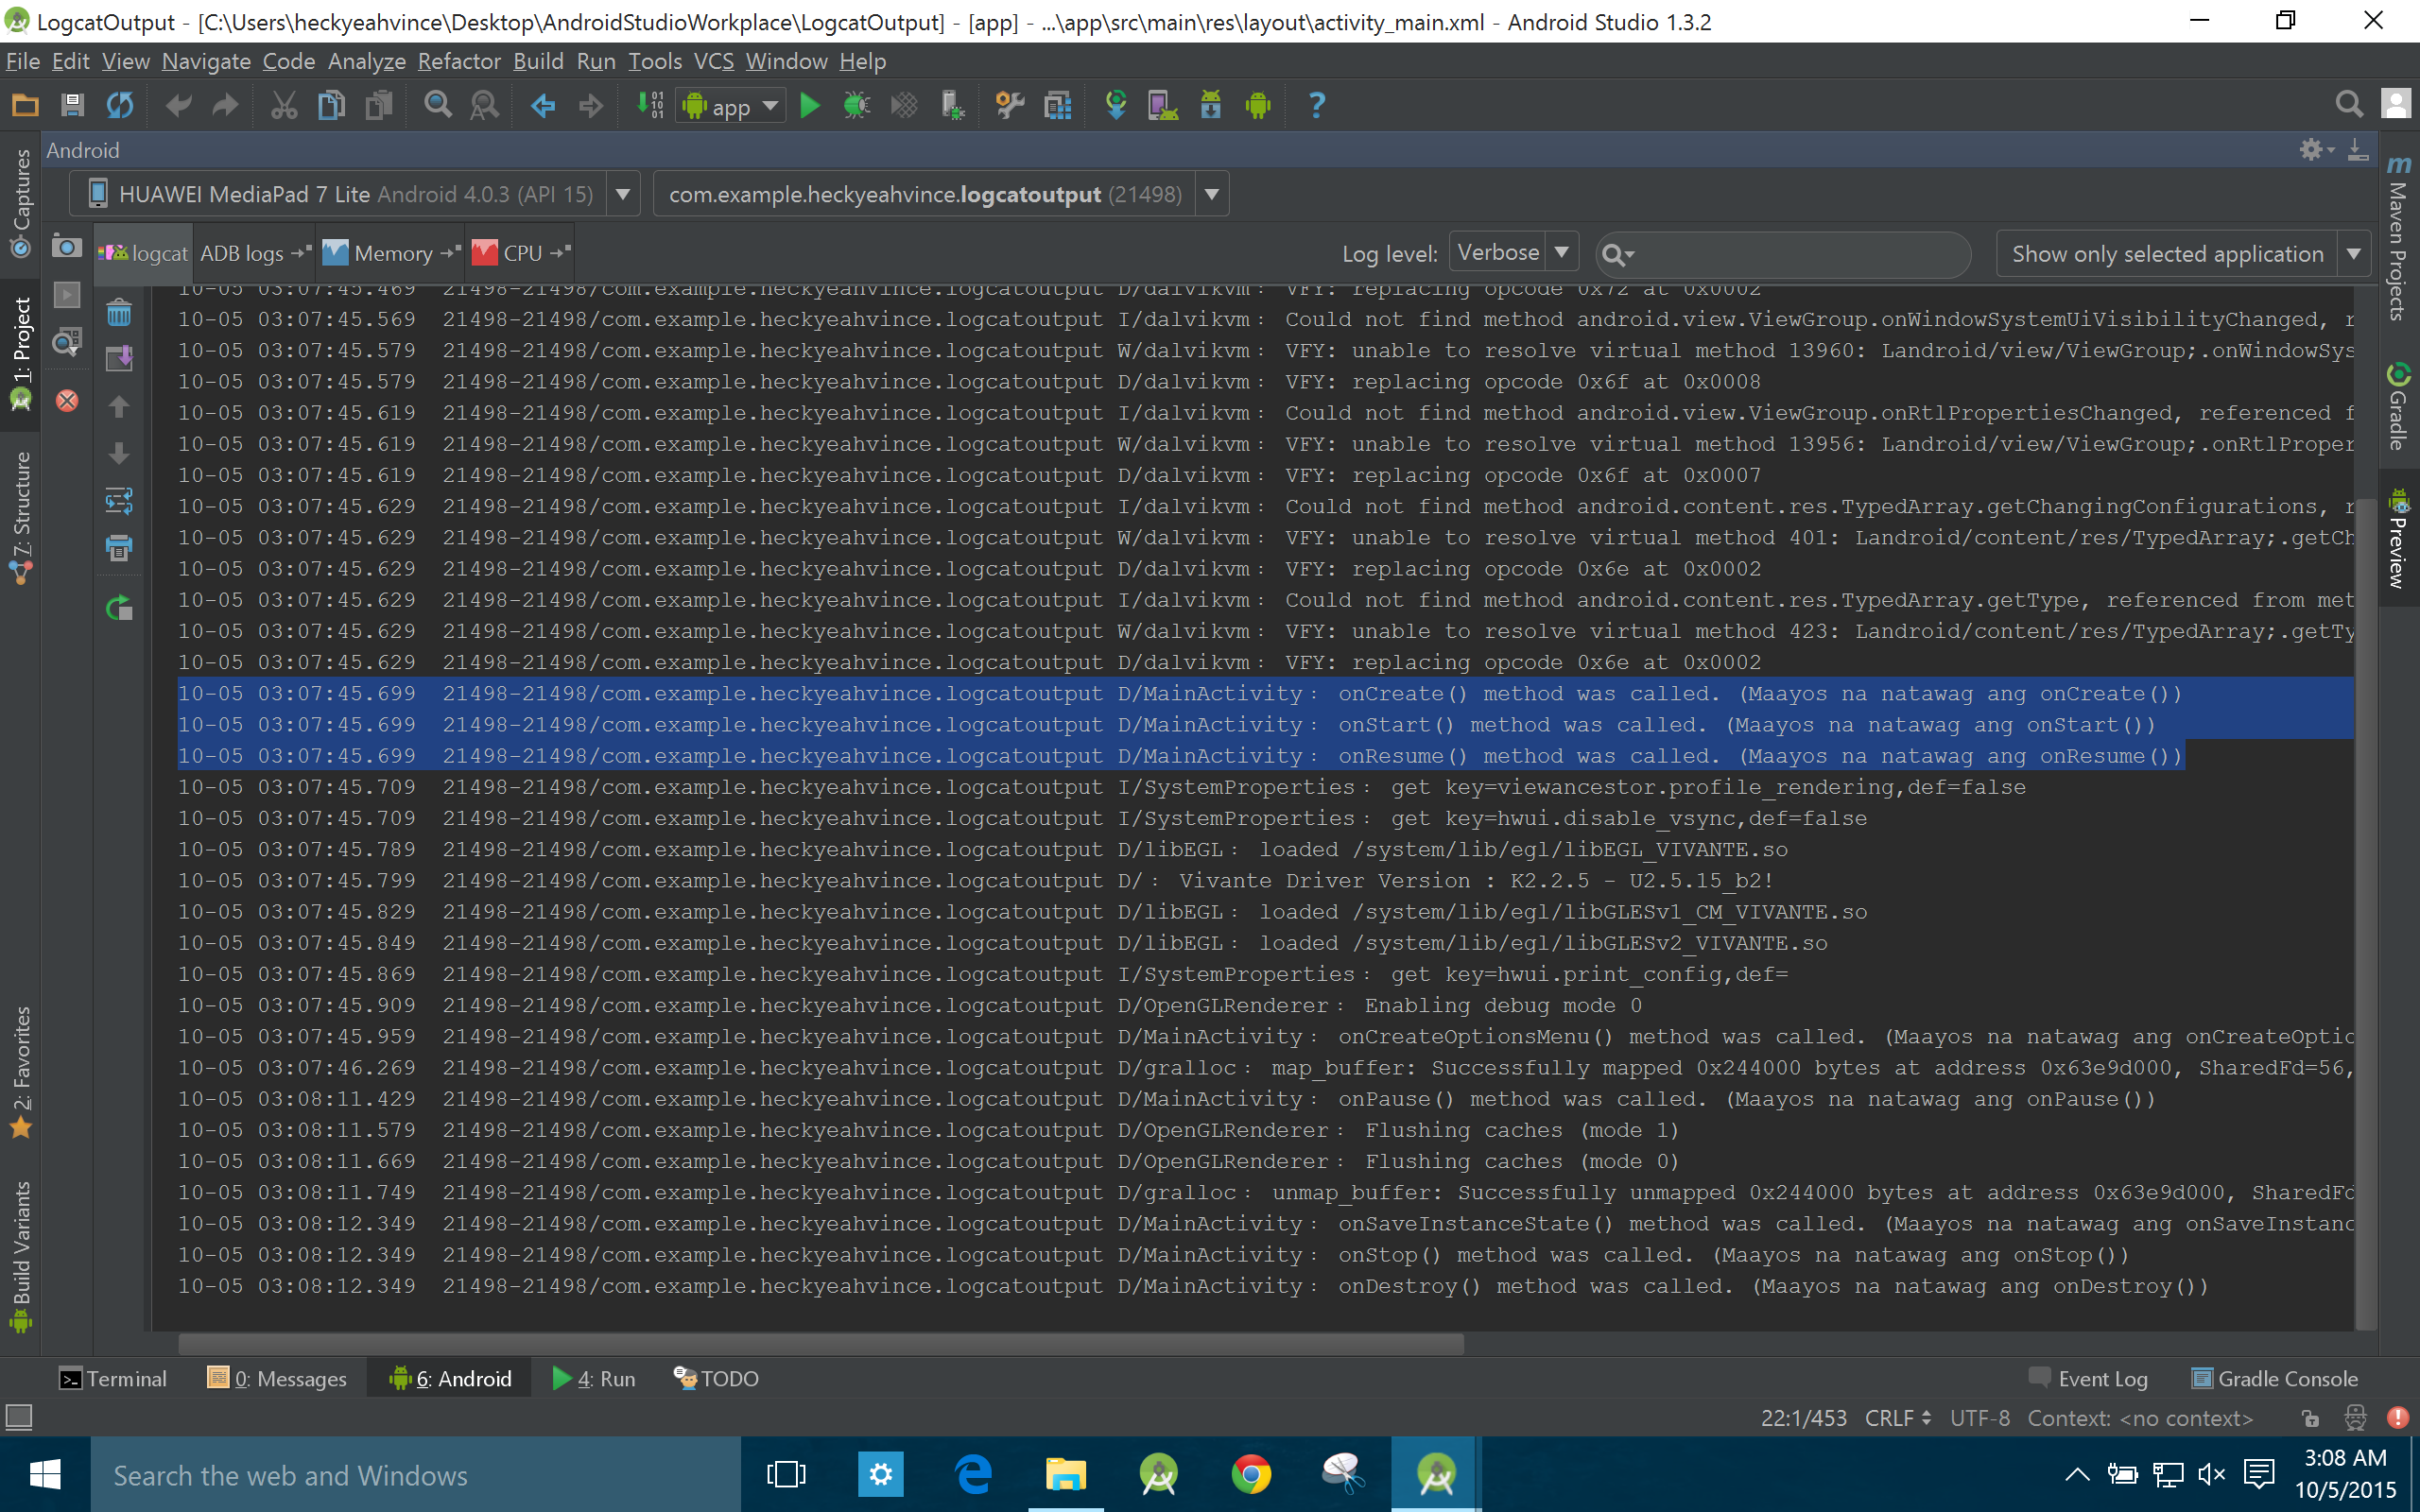 LogcatOutput - [C:\Users\heckyeahvince\Desktop\AndroidStudioWorkplace\LogcatOutput] - [app] - ...\app\src\main\res\layout\activity_main.xml - Android Studio 1.3.2
File Edit View Navigate Code Analyze Refactor Build Run Tools VCS Window Help
app
Android
HUAWEI MediaPad 7 Lite Android 4.0.3 (API 15) com.example.heckyeahvince.logcatoutput (21498)
logcat ADB logs Memory CPU Log level: Verbose Show only selected application
10-05 03:07:45.469 21498-21498/com.example.heckyeahvince.logcatoutput D/dalvikvm: VFY: replacing opcode 0x72 at 0x0002
10-05 03:07:45.569 21498-21498/com.example.heckyeahvince.logcatoutput I/dalvikvm: Could not find method android.view.ViewGroup.onWindowSystemUiVisibilityChanged, r
10-05 03:07:45.579 21498-21498/com.example.heckyeahvince.logcatoutput W/dalvikvm: VFY: unable to resolve virtual method 13960: Landroid/view/ViewGroup;.onWindowSys
10-05 03:07:45.579 21498-21498/com.example.heckyeahvince.logcatoutput D/dalvikvm: VFY: replacing opcode 0x6f at 0x0008
10-05 03:07:45.619 21498-21498/com.example.heckyeahvince.logcatoutput I/dalvikvm: Could not find method android.view.ViewGroup.onRtlPropertiesChanged, referenced f
10-05 03:07:45.619 21498-21498/com.example.heckyeahvince.logcatoutput W/dalvikvm: VFY: unable to resolve virtual method 13956: Landroid/view/ViewGroup;.onRtlProper
10-05 03:07:45.619 21498-21498/com.example.heckyeahvince.logcatoutput D/dalvikvm: VFY: replacing opcode 0x6f at 0x0007
10-05 03:07:45.629 21498-21498/com.example.heckyeahvince.logcatoutput I/dalvikvm: Could not find method android.content.res.TypedArray.getChangingConfigurations, r
10-05 03:07:45.629 21498-21498/com.example.heckyeahvince.logcatoutput W/dalvikvm: VFY: unable to resolve virtual method 401: Landroid/content/res/TypedArray;.getCh
10-05 03:07:45.629 21498-21498/com.example.heckyeahvince.logcatoutput D/dalvikvm: VFY: replacing opcode 0x6e at 0x0002
10-05 03:07:45.629 21498-21498/com.example.heckyeahvince.logcatoutput I/dalvikvm: Could not find method android.content.res.TypedArray.getType, referenced from met
10-05 03:07:45.629 21498-21498/com.example.heckyeahvince.logcatoutput W/dalvikvm: VFY: unable to resolve virtual method 423: Landroid/content/res/TypedArray;.getTy
10-05 03:07:45.629 21498-21498/com.example.heckyeahvince.logcatoutput D/dalvikvm: VFY: replacing opcode 0x6e at 0x0002
10-05 03:07:45.699 21498-21498/com.example.heckyeahvince.logcatoutput D/MainActivity: onCreate() method was called. (Maayos na natawag ang onCreate())
10-05 03:07:45.699 21498-21498/com.example.heckyeahvince.logcatoutput D/MainActivity: onStart() method was called. (Maayos na natawag ang onStart())
10-05 03:07:45.699 21498-21498/com.example.heckyeahvince.logcatoutput D/MainActivity: onResume() method was called. (Maayos na natawag ang onResume())
10-05 03:07:45.709 21498-21498/com.example.heckyeahvince.logcatoutput I/SystemProperties: get key=viewancestor.profile_rendering,def=false
10-05 03:07:45.709 21498-21498/com.example.heckyeahvince.logcatoutput I/SystemProperties: get key=hwui.disable_vsync,def=false
10-05 03:07:45.789 21498-21498/com.example.heckyeahvince.logcatoutput D/libEGL: loaded /system/lib/egl/libEGL_VIVANTE.so
10-05 03:07:45.799 21498-21498/com.example.heckyeahvince.logcatoutput D/: Vivante Driver Version : K2.2.5 - U2.5.15_b2!
10-05 03:07:45.829 21498-21498/com.example.heckyeahvince.logcatoutput D/libEGL: loaded /system/lib/egl/libGLESv1_CM_VIVANTE.so
10-05 03:07:45.849 21498-21498/com.example.heckyeahvince.logcatoutput D/libEGL: loaded /system/lib/egl/libGLESv2_VIVANTE.so
10-05 03:07:45.869 21498-21498/com.example.heckyeahvince.logcatoutput I/SystemProperties: get key=hwui.print_config,def=
10-05 03:07:45.909 21498-21498/com.example.heckyeahvince.logcatoutput D/OpenGLRenderer: Enabling debug mode 0
10-05 03:07:45.959 21498-21498/com.example.heckyeahvince.logcatoutput D/MainActivity: onCreateOptionsMenu() method was called. (Maayos na natawag ang onCreateOptio
10-05 03:07:46.269 21498-21498/com.example.heckyeahvince.logcatoutput D/gralloc: map_buffer: Successfully mapped 0x244000 bytes at address 0x63e9d000, SharedFd=56,
10-05 03:08:11.429 21498-21498/com.example.heckyeahvince.logcatoutput D/MainActivity: onPause() method was called. (Maayos na natawag ang onPause())
10-05 03:08:11.579 21498-21498/com.example.heckyeahvince.logcatoutput D/OpenGLRenderer: Flushing caches (mode 1)
10-05 03:08:11.669 21498-21498/com.example.heckyeahvince.logcatoutput D/OpenGLRenderer: Flushing caches (mode 0)
10-05 03:08:11.749 21498-21498/com.example.heckyeahvince.logcatoutput D/gralloc: unmap_buffer: Successfully unmapped 0x244000 bytes at address 0x63e9d000, SharedFd
10-05 03:08:12.349 21498-21498/com.example.heckyeahvince.logcatoutput D/MainActivity: onSaveInstanceState() method was called. (Maayos na natawag ang onSaveInstanc
10-05 03:08:12.349 21498-21498/com.example.heckyeahvince.logcatoutput D/MainActivity: onStop() method was called. (Maayos na natawag ang onStop())
10-05 03:08:12.349 21498-21498/com.example.heckyeahvince.logcatoutput D/MainActivity: onDestroy() method was called. (Maayos na natawag ang onDestroy())
Captures
1: Project
7: Structure
2: Favorites
Build Variants
Maven Projects
Gradle
Preview
Terminal 0: Messages 6: Android 4: Run TODO Event Log Gradle Console
22:1/453 CRLF UTF-8 Context: <no context>
Search the web and Windows
3:08 AM
10/5/2015